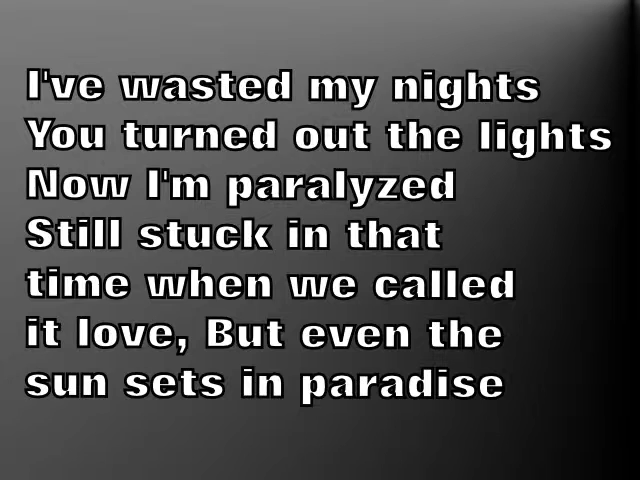 I've wasted my nights
You turned out the lights
Now I'm paralyzed
Still stuck in that
time when we called
it love, But even the
sun sets in paradise